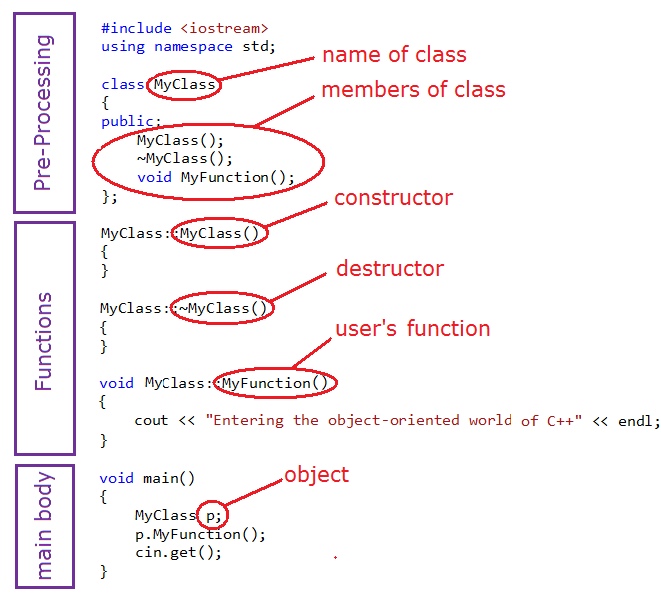 Pre-Processing
#include <iostream>
using namespace std;
name of class
class MyClass
members of class
{
public:
MyClass();
~MyClass();
void MyFunction();
};
Functions
constructor
MyClass::MyClass()
{
}
destructor
MyClass::~MyClass()
{
}
user's function
void MyClass::MyFunction()
{
cout << "Entering the object-oriented world of C++" << endl;
}
main body
void main()
object
{
MyClass p;
p.MyFunction();
cin.get();
}